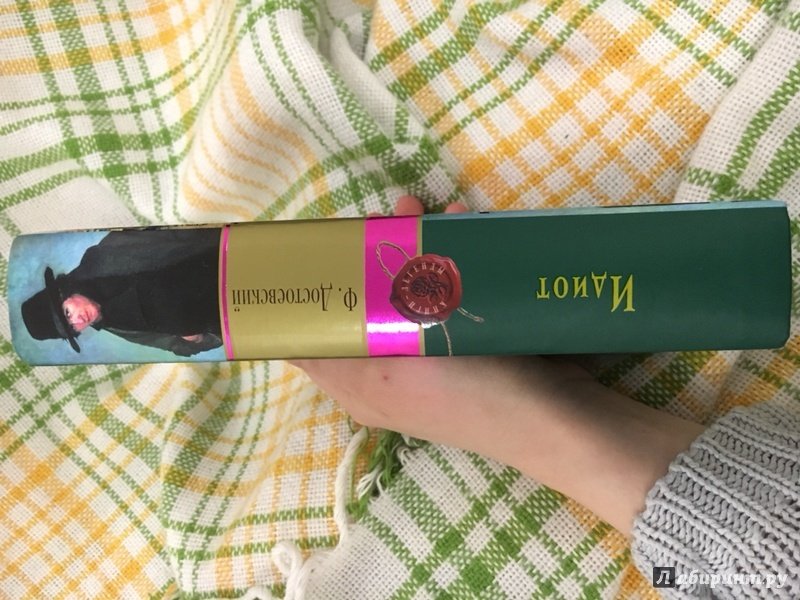 Ф. Достоевский
Идиот
Лабиринт.ру